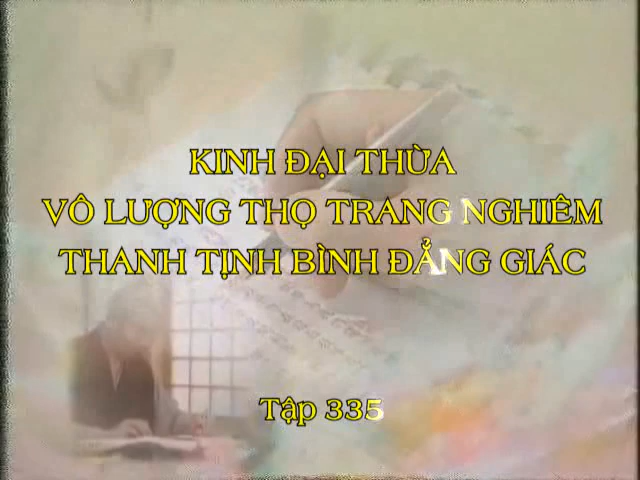 KINH ĐẠI THỪA
VÔ LƯỢNG THỌ TRANG NGHIÊM
THANH TỊNH BÌNH ĐẲNG GIÁC
Tập 335